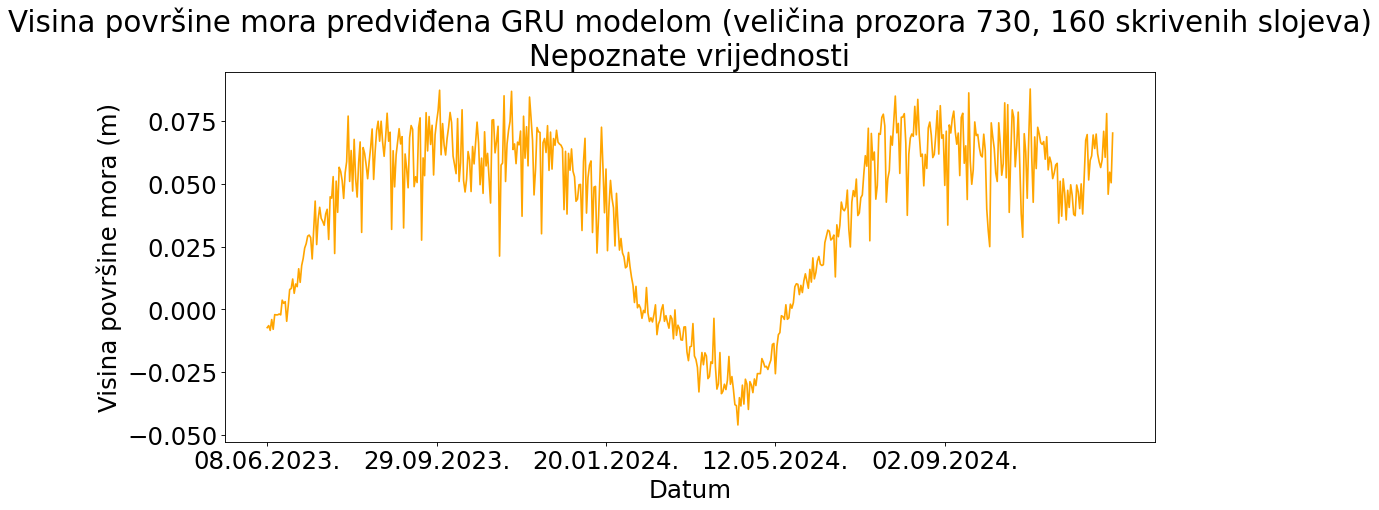 Visina površine mora predviđena GRU modelom (veličina prozora 730, 160 skrivenih slojeva)
Nepoznate vrijednosti
Visina površine mora (m)
0.075
0.050
0.025
0.000
−0.025
−0.050
08.06.2023. 29.09.2023. 20.01.2024. 12.05.2024. 02.09.2024.
Datum